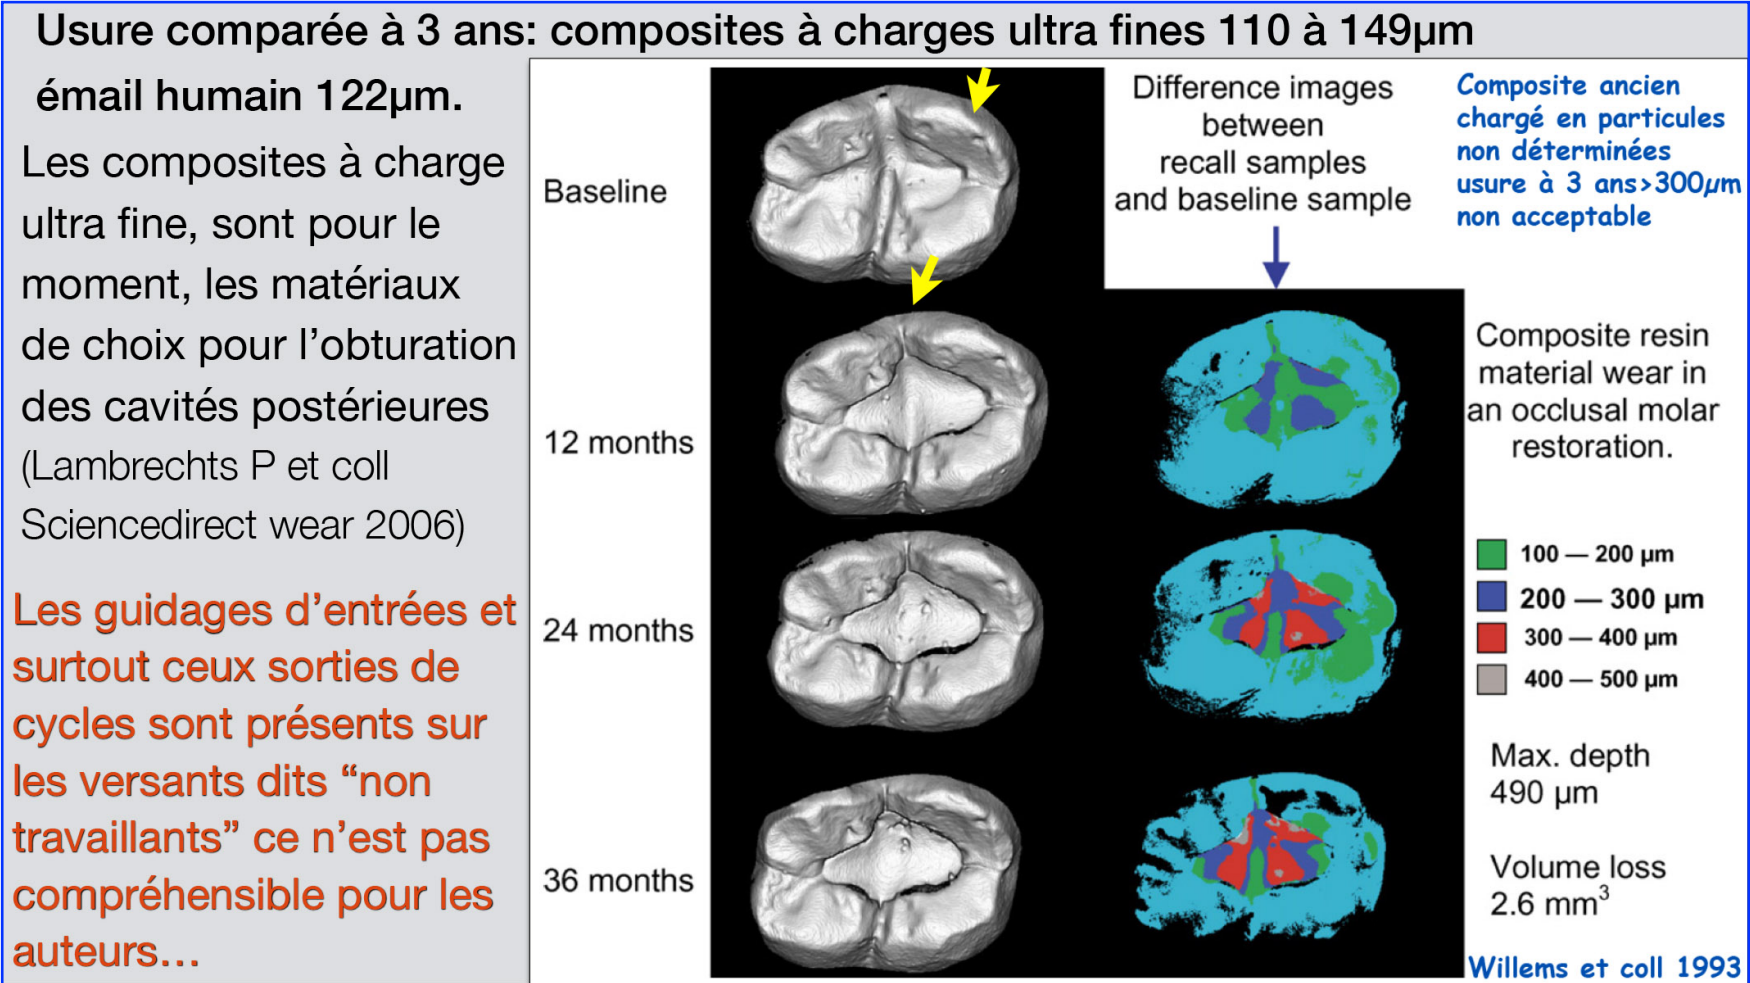 Usure comparée à 3 ans: composites à charges ultra fines 110 à 149µm
émail humain 122µm.
Les composites à charge
ultra fine, sont pour le
moment, les matériaux
de choix pour l’obturation
des cavités postérieures
(Lambrechts P et coll
Sciencedirect wear 2006)
Les guidages d’entrées et
surtout ceux sorties de
cycles sont présents sur
les versants dits “non
travaillants” ce n’est pas
compréhensible pour les
auteurs…
Baseline
12 months
24 months
36 months
Difference images
between
recall samples
and baseline sample
Composite ancien
chargé en particules
non déterminées
usure à 3 ans>300µm
non acceptable
Composite resin
material wear in
an occlusal molar
restoration.
100 — 200 µm
200 — 300 µm
300 — 400 µm
400 — 500 µm
Max. depth
490 µm
Volume loss
2.6 mm³
Willems et coll 1993